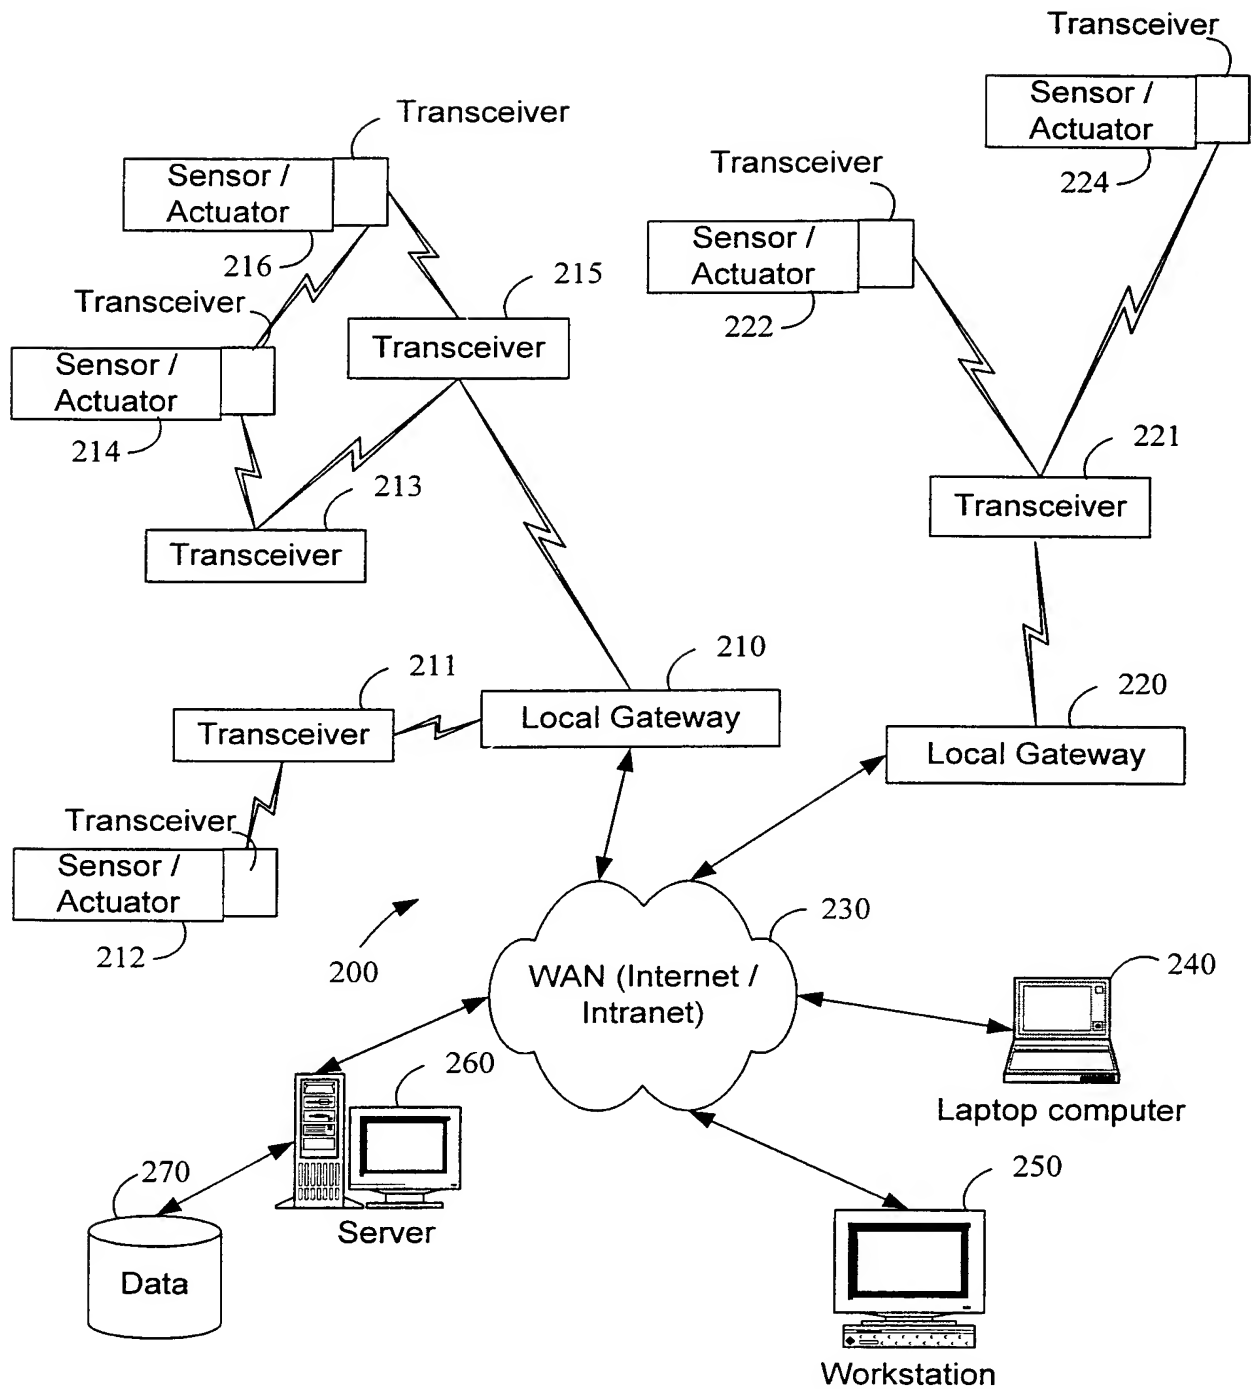 Transceiver
Sensor /
Actuator
224
Transceiver
Sensor /
Actuator
216
Transceiver
Sensor /
Actuator
222
Transceiver
Sensor /
Actuator
214
215
Transceiver
213
Transceiver
221
Transceiver
211
Transceiver
210
Local Gateway
220
Local Gateway
Transceiver
Sensor /
Actuator
212
200
230
WAN (Internet /
Intranet)
240
Laptop computer
260
Server
270
Data
250
Workstation